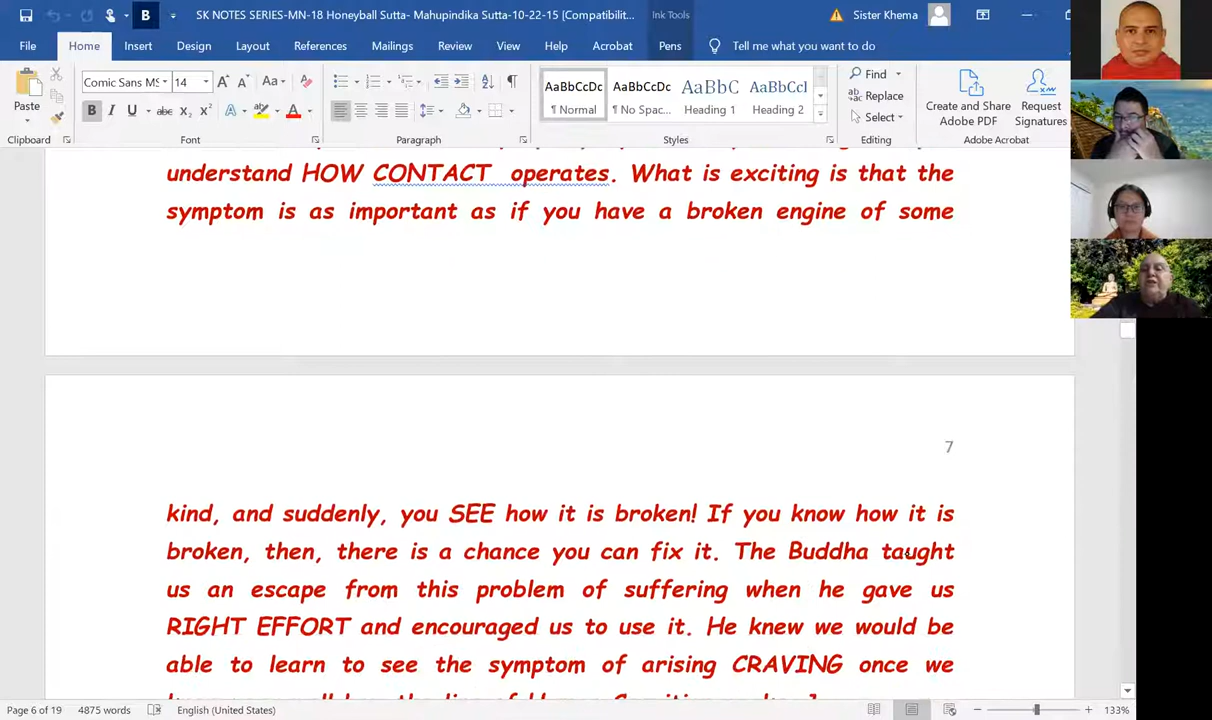 SK NOTES SERIES-MN-18 Honeyball Sutta- Mahupindika Sutta-10-22-15 [Compatibilit...
Ink Tools
Sister Khema
File Home Insert Design Layout References Mailings Review View Help Acrobat Pens Tell me what you want to do
Comic Sans MS 14
Paste
Clipboard
Font
Paragraph
AaBbCcDc AaBbCcDc AaBbC AaBbCcI
¶ Normal ¶ No Spac... Heading 1 Heading 2
Styles
Find
Replace
Select
Editing
Create and Share
Adobe PDF
Request
Signatures
Adobe Acrobat
understand HOW CONTACT operates. What is exciting is that the
symptom is as important as if you have a broken engine of some
7
kind, and suddenly, you SEE how it is broken! If you know how it is
broken, then, there is a chance you can fix it. The Buddha taught
us an escape from this problem of suffering when he gave us
RIGHT EFFORT and encouraged us to use it. He knew we would be
able to learn to see the symptom of arising CRAVING once we
Page 6 of 19 4875 words English (United States) 133%